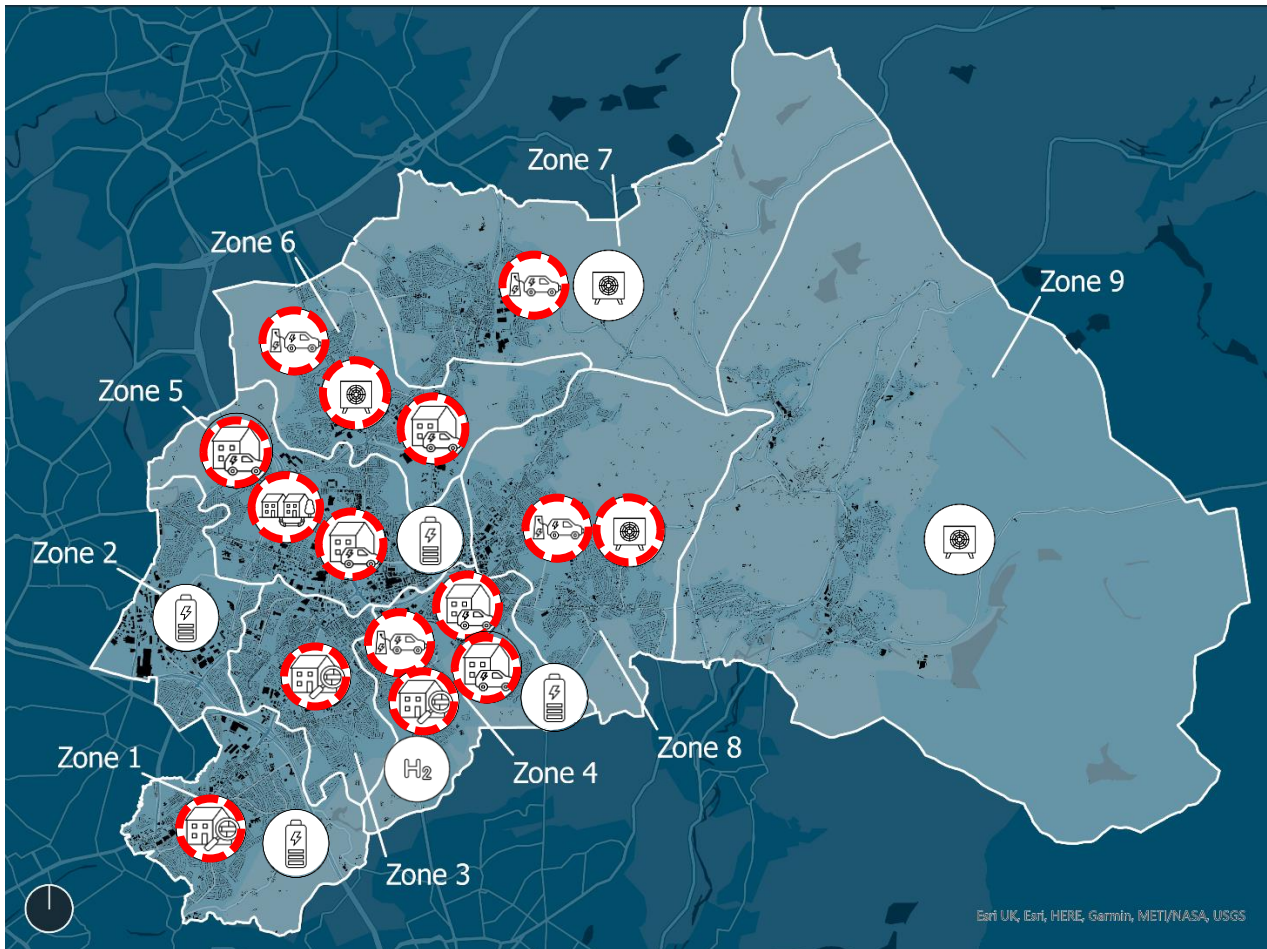 Zone 7
Zone 6
Zone 9
Zone 5
Zone 2
Zone 8
Zone 1
Zone 4
H2
Zone 3
Esri UK, Esri, HERE, Garmin, METI/NASA, USGS